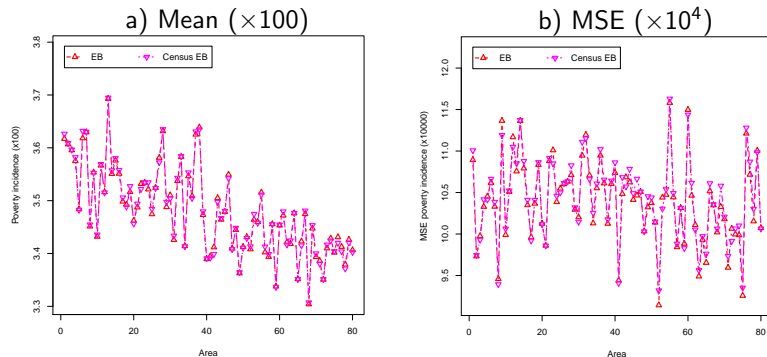 a) Mean (×100)
b) MSE (×10⁴)
EB
Census EB
Poverty incidence (x100)
3.8
3.7
3.6
3.5
3.4
3.3
0 20 40 60 80
Area
EB
Census EB
MSE poverty incidence (x10000)
12.0
11.5
11.0
10.5
10.0
9.5
0 20 40 60 80
Area